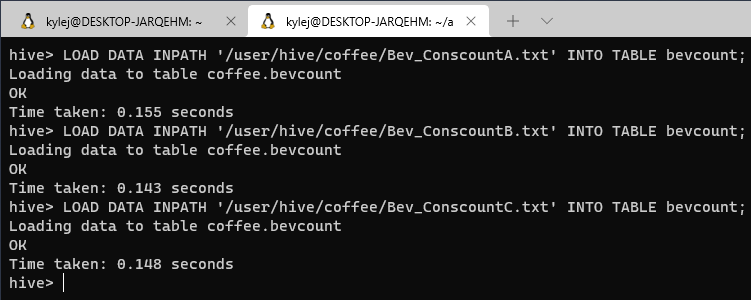 kylej@DESKTOP-JARQEHM: ~
kylej@DESKTOP-JARQEHM: ~/a
hive> LOAD DATA INPATH '/user/hive/coffee/Bev_ConscountA.txt' INTO TABLE bevcount;
Loading data to table coffee.bevcount
OK
Time taken: 0.155 seconds
hive> LOAD DATA INPATH '/user/hive/coffee/Bev_ConscountB.txt' INTO TABLE bevcount;
Loading data to table coffee.bevcount
OK
Time taken: 0.143 seconds
hive> LOAD DATA INPATH '/user/hive/coffee/Bev_ConscountC.txt' INTO TABLE bevcount;
Loading data to table coffee.bevcount
OK
Time taken: 0.148 seconds
hive>